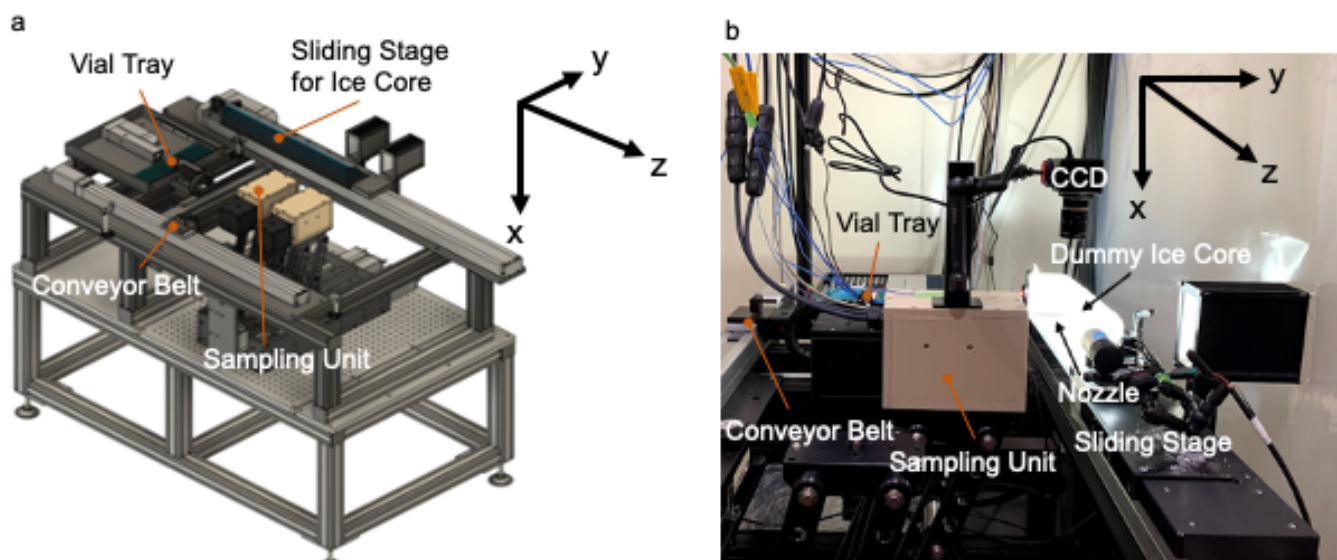 a
Vial Tray
Sliding Stage
for Ice Core
y
z
x
Conveyor Belt
Sampling Unit
b
y
z
x
CCD
Vial Tray
Dummy Ice Core
Nozzle
Conveyor Belt
Sampling Unit
Sliding Stage